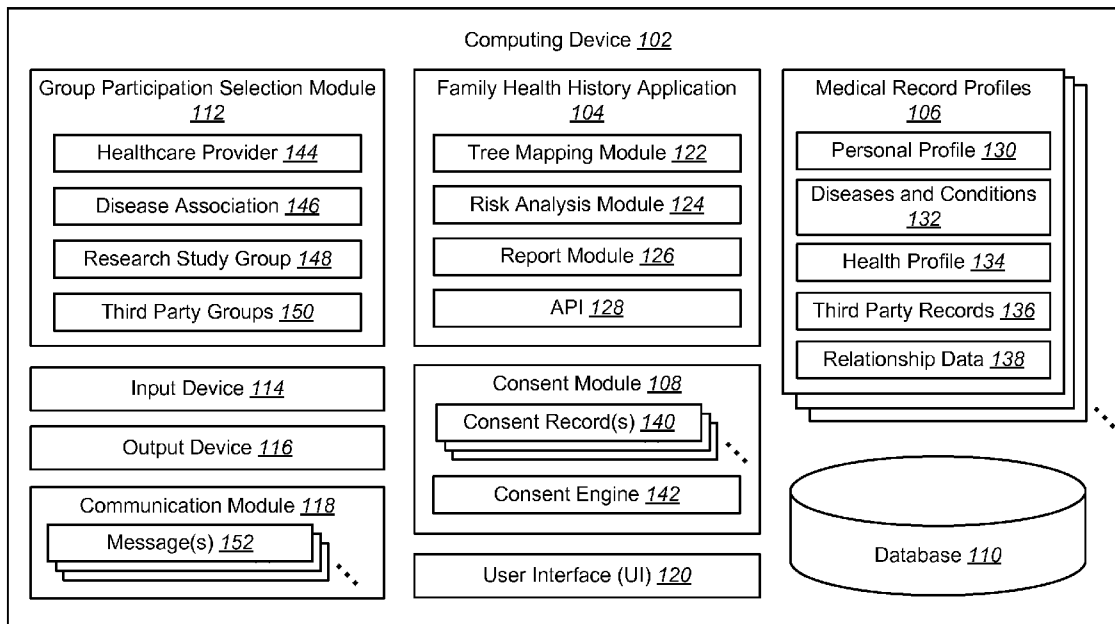 Computing Device 102
Group Participation Selection Module
112
Healthcare Provider 144
Disease Association 146
Research Study Group 148
Third Party Groups 150
Input Device 114
Output Device 116
Communication Module 118
Message(s) 152
Family Health History Application
104
Tree Mapping Module 122
Risk Analysis Module 124
Report Module 126
API 128
Consent Module 108
Consent Record(s) 140
Consent Engine 142
User Interface (UI) 120
Medical Record Profiles
106
Personal Profile 130
Diseases and Conditions
132
Health Profile 134
Third Party Records 136
Relationship Data 138
Database 110